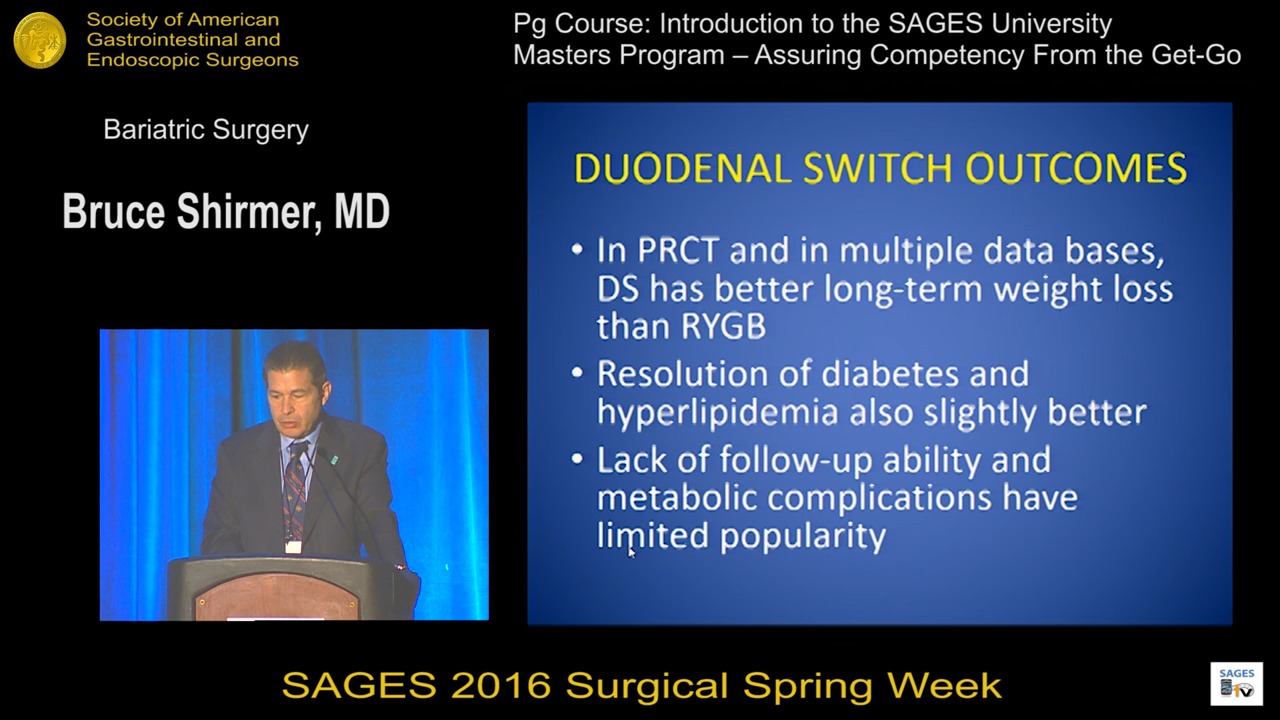 Society of American
Gastrointestinal and
Endoscopic Surgeons
Pg Course: Introduction to the SAGES University
Masters Program – Assuring Competency From the Get-Go
Bariatric Surgery
Bruce Shirmer, MD
DUODENAL SWITCH OUTCOMES
• In PRCT and in multiple data bases,
DS has better long-term weight loss
than RYGB
• Resolution of diabetes and
hyperlipidemia also slightly better
• Lack of follow-up ability and
metabolic complications have
limited popularity
SAGES 2016 Surgical Spring Week
SAGES
tv